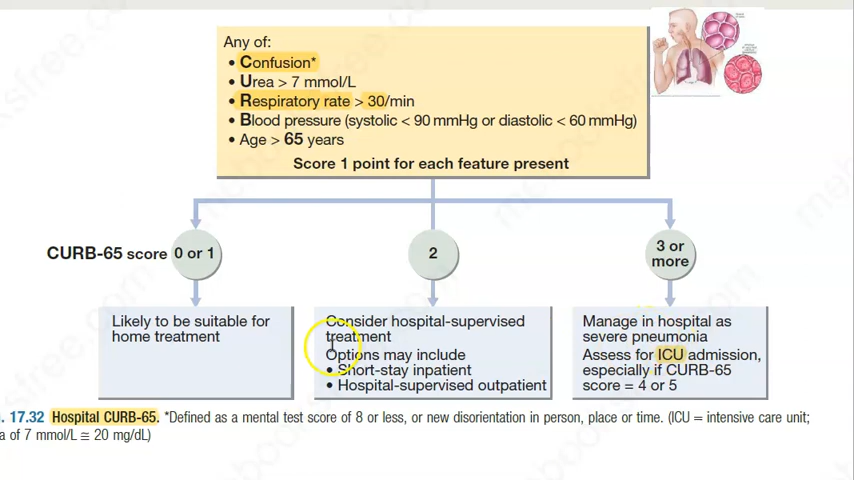 Any of:
• Confusion*
• Urea > 7 mmol/L
• Respiratory rate > 30/min
• Blood pressure (systolic < 90 mmHg or diastolic < 60 mmHg)
• Age > 65 years
Score 1 point for each feature present
CURB-65 score
0 or 1
2
3 or
more
Likely to be suitable for
home treatment
Consider hospital-supervised
treatment
Options may include
• Short-stay inpatient
• Hospital-supervised outpatient
Manage in hospital as
severe pneumonia
Assess for ICU admission,
especially if CURB-65
score = 4 or 5
. 17.32 Hospital CURB-65. *Defined as a mental test score of 8 or less, or new disorientation in person, place or time. (ICU = intensive care unit;
a of 7 mmol/L ≅ 20 mg/dL)